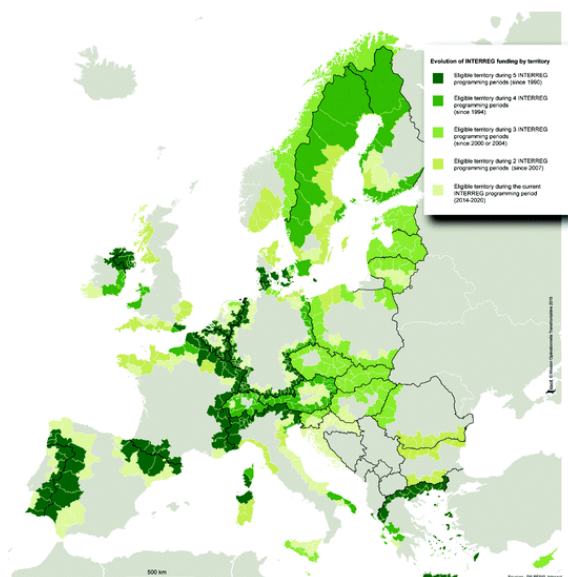 Evolution of INTERREG funding by territory
Eligible territory during 5 INTERREG
programming periods (since 1990)
Eligible territory during 4 INTERREG
programming periods
(since 1994)
Eligible territory during 3 INTERREG
programming periods
(since 2000 or 2004)
Eligible territory during 2 INTERREG
programming periods (since 2007)
Eligible territory during the current
INTERREG programming period
(2014-2020)
500 km